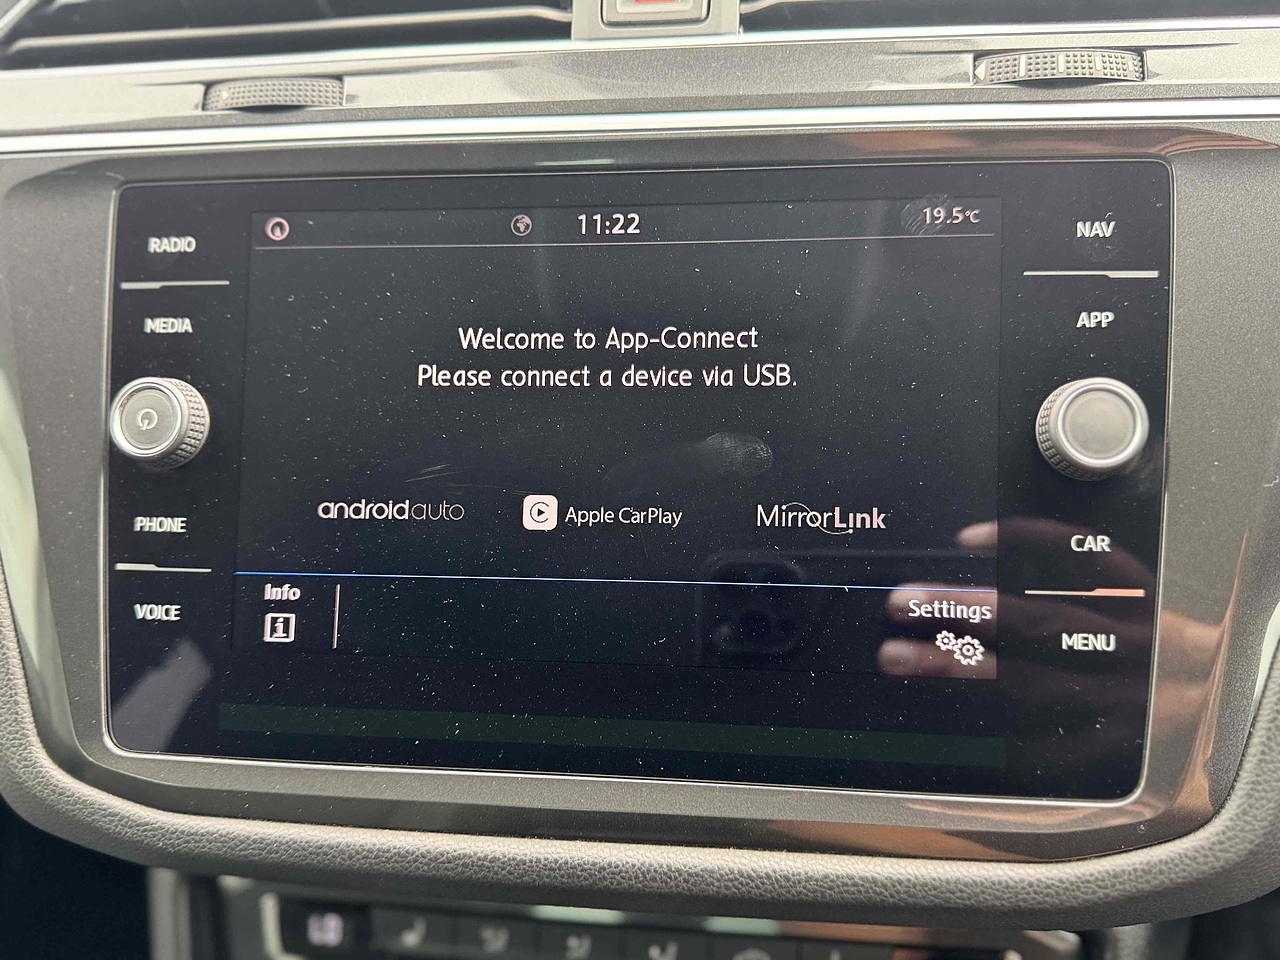 11:22
19.5°C
RADIO
NAV
MEDIA
APP
Welcome to App-Connect
Please connect a device via USB.
androidauto
Apple CarPlay
MirrorLink
PHONE
CAR
VOICE
Info
Settings
MENU